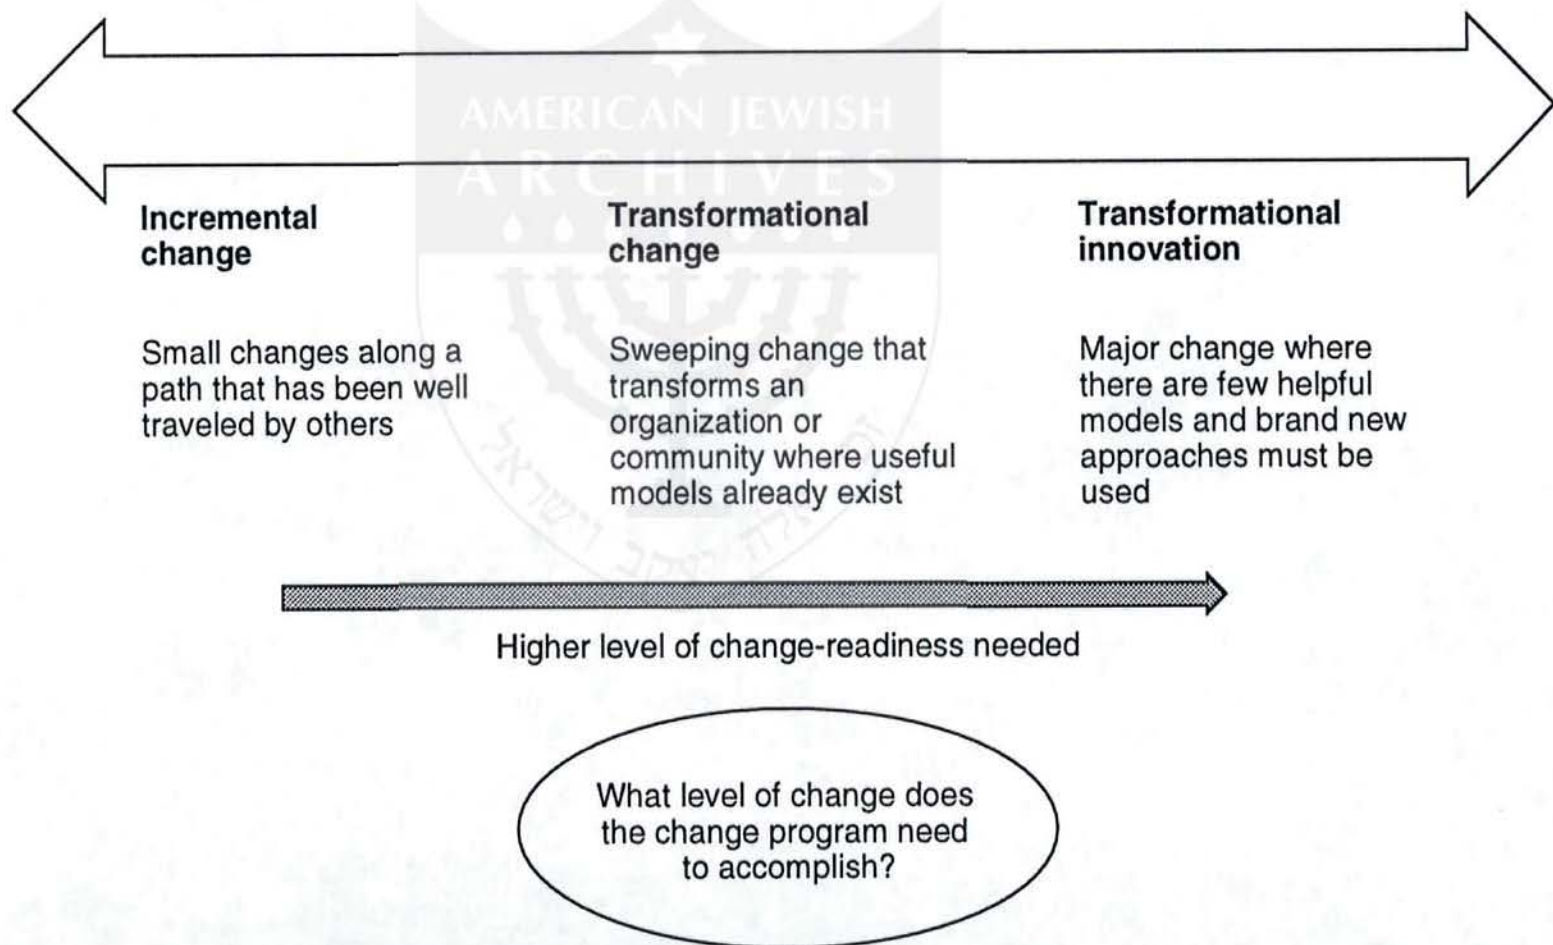 AMERICAN JEWISH
ARCHIVES
Incremental
change
Small changes along a
path that has been well
traveled by others
Transformational
change
Sweeping change that
transforms an
organization or
community where useful
models already exist
Transformational
innovation
Major change where
there are few helpful
models and brand new
approaches must be
used
Higher level of change-readiness needed
What level of change does
the change program need
to accomplish?